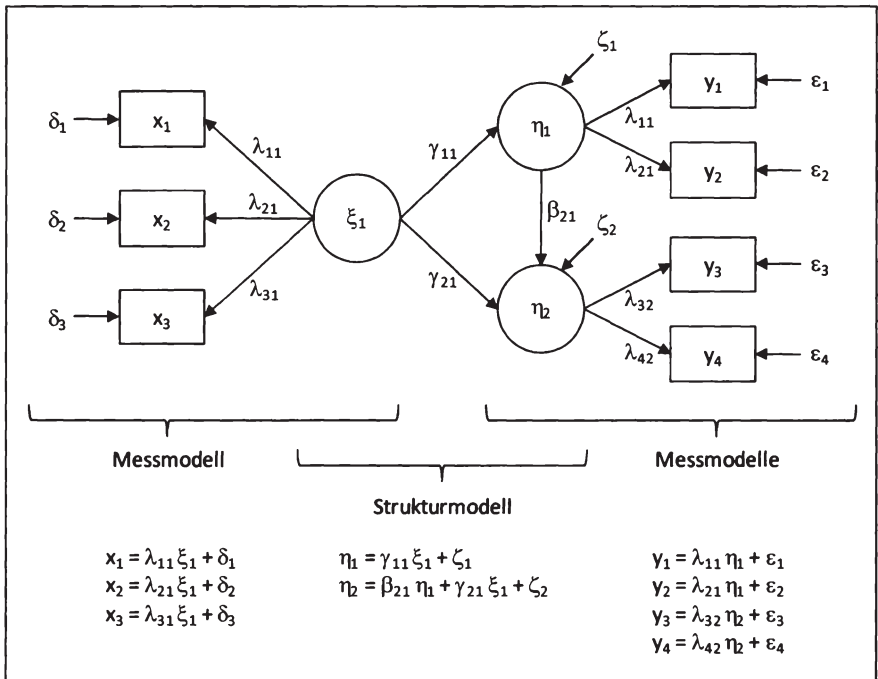 ζ₁
δ₁ x₁ λ₁₁ γ₁₁ η₁ λ₁₁ y₁ ε₁
λ₂₁ y₂ ε₂
δ₂ x₂ λ₂₁ ξ₁ β₂₁ ζ₂
δ₃ x₃ λ₃₁ γ₂₁ η₂ λ₃₂ y₃ ε₃
λ₄₂ y₄ ε₄
Messmodell
Messmodelle
Strukturmodell
x₁ = λ₁₁ ξ₁ + δ₁
x₂ = λ₂₁ ξ₁ + δ₂
x₃ = λ₃₁ ξ₁ + δ₃
η₁ = γ₁₁ ξ₁ + ζ₁
η₂ = β₂₁ η₁ + γ₂₁ ξ₁ + ζ₂
y₁ = λ₁₁ η₁ + ε₁
y₂ = λ₂₁ η₁ + ε₂
y₃ = λ₃₂ η₂ + ε₃
y₄ = λ₄₂ η₂ + ε₄